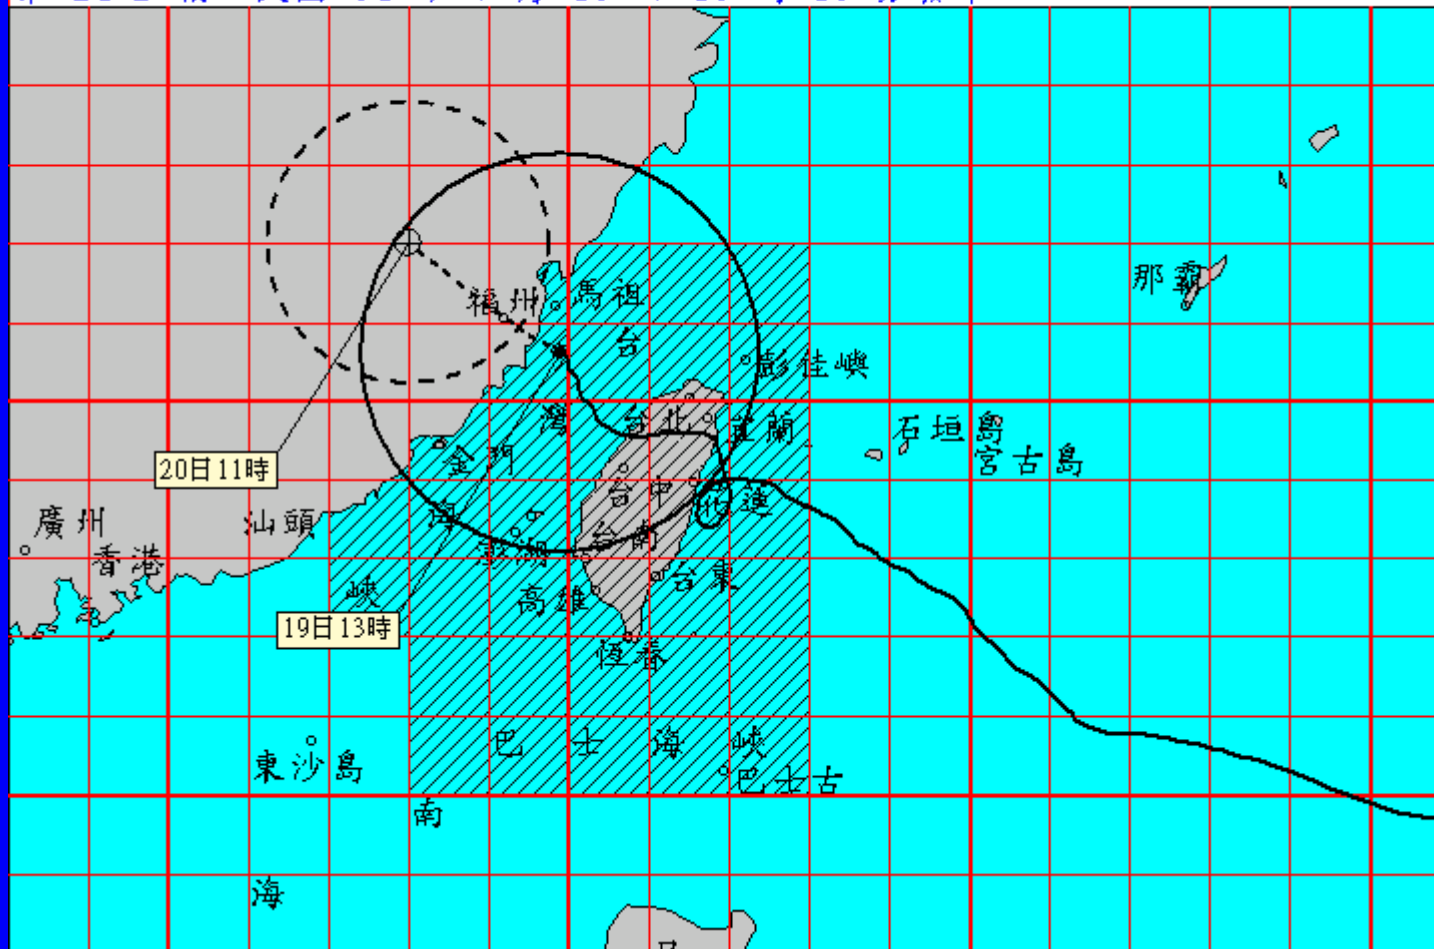 那霸
福州
馬祖
台
彭佳嶼
灣
台北
宜蘭
石垣島
宮古島
金門
20日11時
台中
花蓮
廣州
汕頭
海
台南
香港
澎湖
台東
峽
高雄
19日13時
恆春
巴士海峽
東沙島
巴士古
南
海